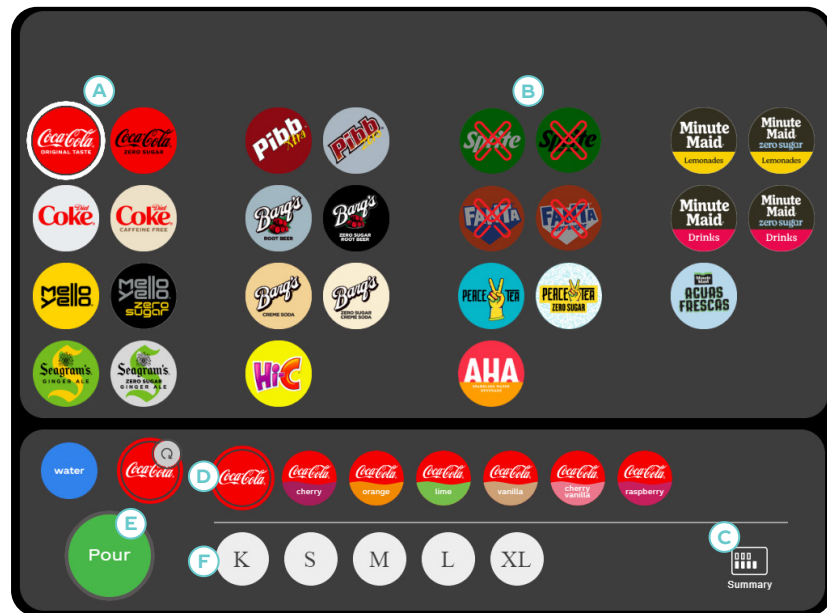 A
B
Coca-Cola
ORIGINAL TASTE
Coca-Cola
ZERO SUGAR
Pibb
XTRA
Pibb
ZERO
Sprite
Sprite
Minute
Maid
Lemonades
Minute
Maid
zero sugar
Lemonades
Diet
Coke
Diet
Coke
CAFFEINE FREE
Barq's
ROOT BEER
Barq's
ZERO SUGAR
ROOT BEER
FANTA
FANTA
Minute
Maid
Drinks
Minute
Maid
zero sugar
Drinks
Mello
Yello
Mello
Yello
zero
sugar
Barq's
CREME SODA
Barq's
ZERO SUGAR
CREME SODA
PEACE TEA
PEACE TEA
ZERO SUGAR
Minute
Maid
AGUAS
FRESCAS
Seagram's
GINGER ALE
Seagram's
ZERO SUGAR
GINGER ALE
Hi-C
AHA
SPARKLING WATER
BEVERAGE
water
Coca-Cola
D
Coca-Cola
Coca-Cola
cherry
Coca-Cola
orange
Coca-Cola
lime
Coca-Cola
vanilla
Coca-Cola
cherry
vanilla
Coca-Cola
raspberry
E
Pour
F
K
S
M
L
XL
C
Summary